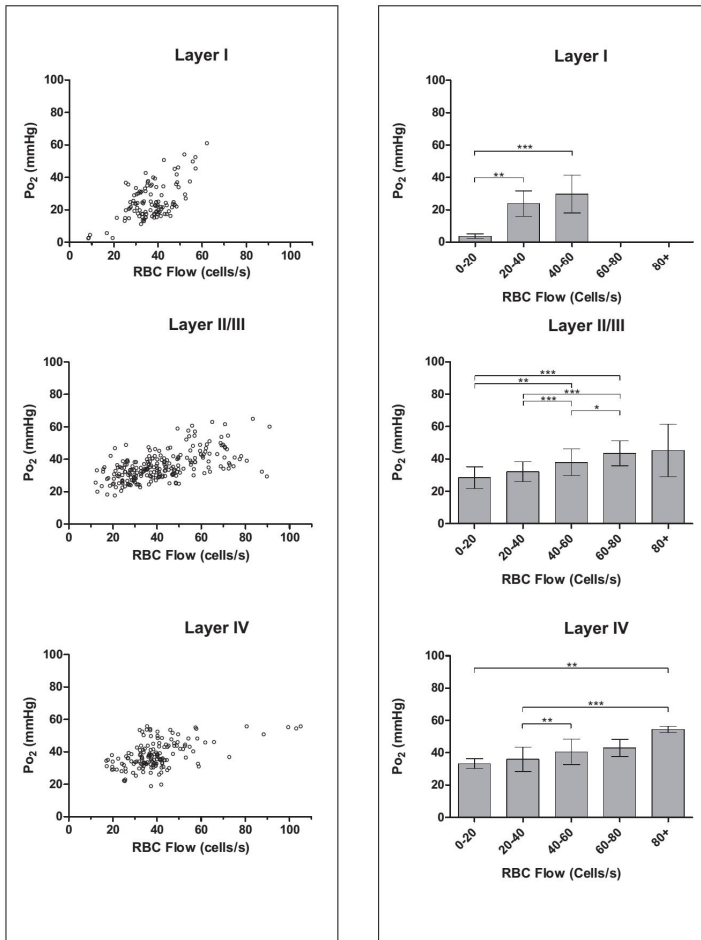 Layer I
100
80
60
40
20
0
Po2 (mmHg)
0 20 40 60 80 100
RBC Flow (cells/s)
Layer II/III
100
80
60
40
20
0
Po2 (mmHg)
0 20 40 60 80 100
RBC Flow (cells/s)
Layer IV
100
80
60
40
20
0
Po2 (mmHg)
0 20 40 60 80 100
RBC Flow (cells/s)
Layer I
100
80
60
40
20
0
Po2 (mmHg)
***
**
0-20 20-40 40-60 60-80 80+
RBC Flow (Cells/s)
Layer II/III
100
80
60
40
20
0
Po2 (mmHg)
***
**
***
***
*
0-20 20-40 40-60 60-80 80+
RBC Flow (Cells/s)
Layer IV
100
80
60
40
20
0
Po2 (mmHg)
**
***
**
0-20 20-40 40-60 60-80 80+
RBC Flow (Cells/s)